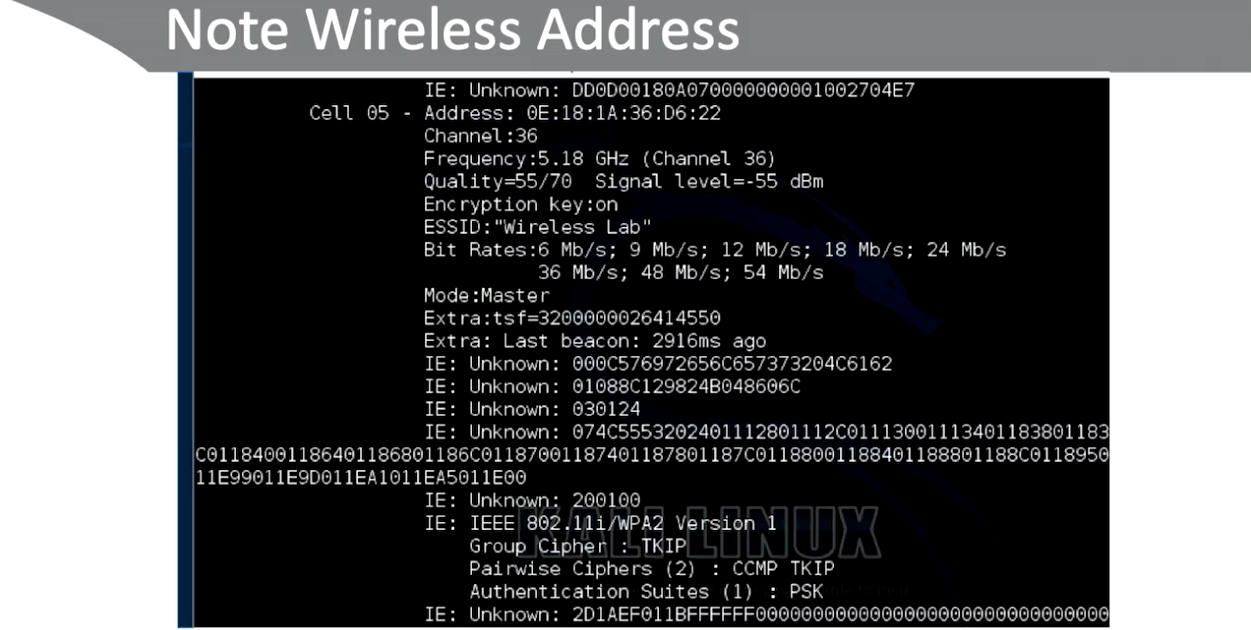 Note Wireless Address
IE: Unknown: DD0D00180A0700000000001002704E7
Cell 05 - Address: 0E:18:1A:36:D6:22
Channel:36
Frequency:5.18 GHz (Channel 36)
Quality=55/70  Signal level=-55 dBm
Encryption key:on
ESSID:"Wireless Lab"
Bit Rates:6 Mb/s; 9 Mb/s; 12 Mb/s; 18 Mb/s; 24 Mb/s
36 Mb/s; 48 Mb/s; 54 Mb/s
Mode:Master
Extra:tsf=3200000026414550
Extra: Last beacon: 2916ms ago
IE: Unknown: 000C576972656C657373204C6162
IE: Unknown: 01088C129824B048606C
IE: Unknown: 030124
IE: Unknown: 074C5553202401112801112C01113001113401183801183
C01184001186401186801186C01187001187401187801187C01188001188401188801188C0118950
11E99011E9D011EA1011EA5011E00
IE: Unknown: 200100
IE: IEEE 802.11i/WPA2 Version 1
Group Cipher : TKIP
Pairwise Ciphers (2) : CCMP TKIP
Authentication Suites (1) : PSK
IE: Unknown: 2D1AEF011BFFFFFF0000000000000000000000000000000
KALI LINUX